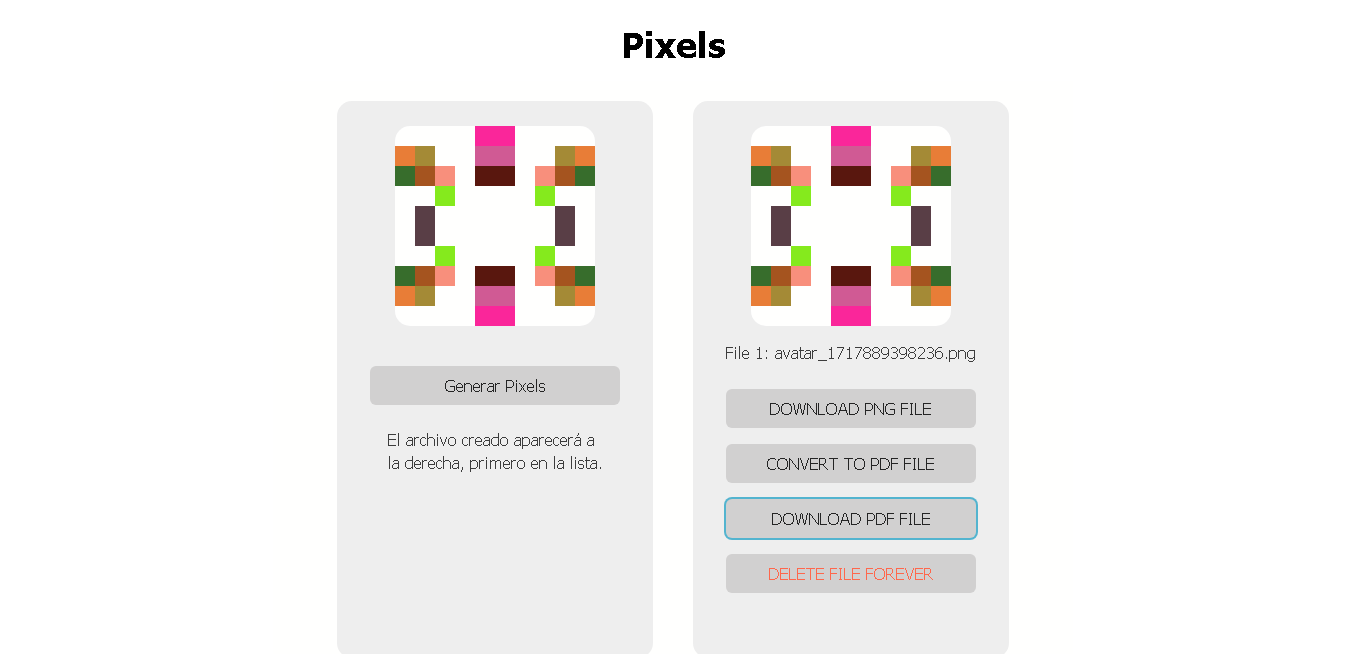 Pixels
Generar Pixels
El archivo creado aparecerá a
la derecha, primero en la lista.
File 1: avatar_1717889398236.png
DOWNLOAD PNG FILE
CONVERT TO PDF FILE
DOWNLOAD PDF FILE
DELETE FILE FOREVER